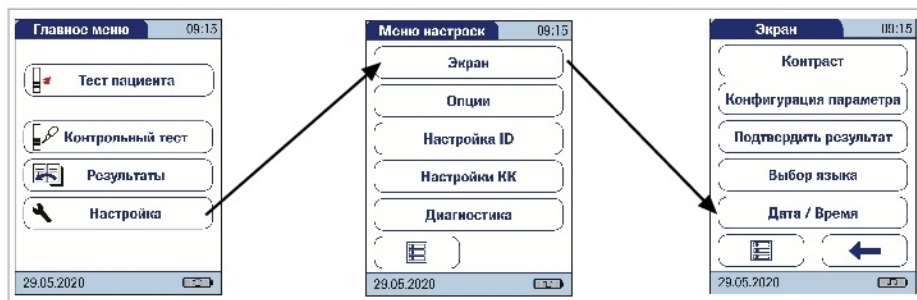 Главное меню 09:15
Тест пациента
Контрольный тест
Результаты
Настройка
29.05.2020
Меню настроек 09:15
Экран
Опции
Настройка ID
Настройки КК
Диагностика
29.05.2020
Экран 09:15
Контраст
Конфигурация параметра
Подтвердить результат
Выбор языка
Дата / Время
29.05.2020